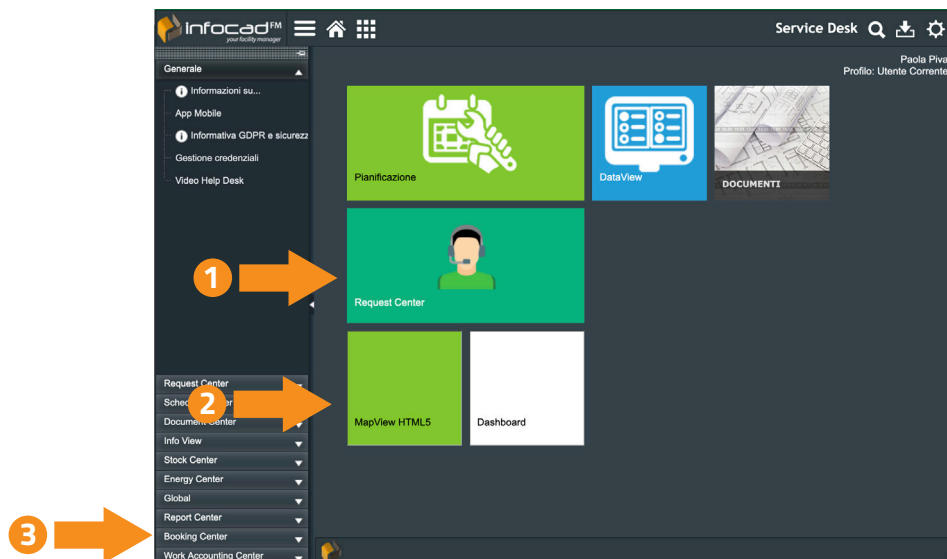 infocad FM
your facility manager
Service Desk
Paola Piva
Profilo: Utente Corrente
Generale
Informazioni su...
App Mobile
Informativa GDPR e sicurezz
Gestione credenziali
Video Help Desk
Pianificazione
DataView
DOCUMENTI
1
Request Center
2
MapView HTML5
Dashboard
Request Center
Document Center
Info View
Stock Center
Energy Center
Global
Report Center
3
Booking Center
Work Accounting Center